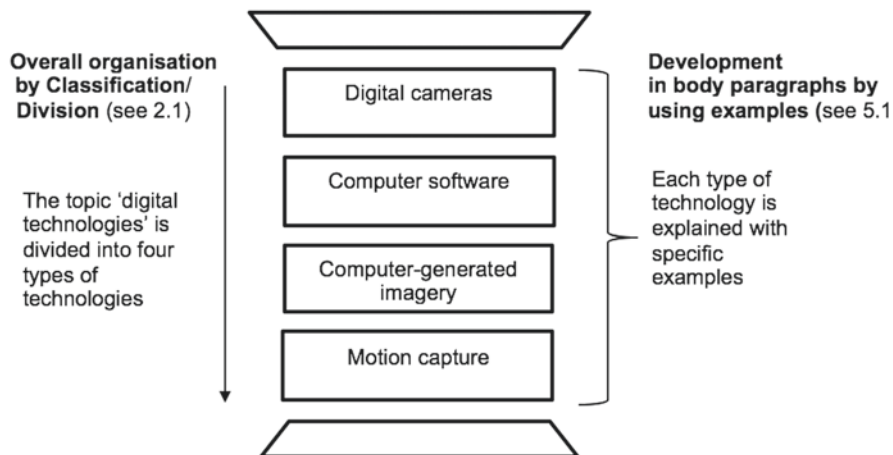 Overall organisation
by Classification/
Division (see 2.1)
The topic 'digital
technologies' is
divided into four
types of
technologies
Digital cameras
Computer software
Computer-generated
imagery
Motion capture
Development
in body paragraphs by
using examples (see 5.1
Each type of
technology is
explained with
specific
examples